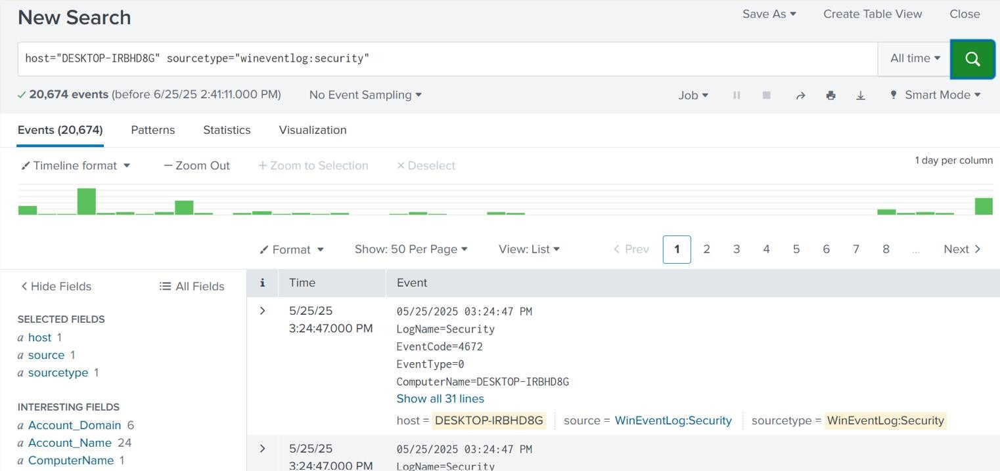 New Search
Save As Create Table View Close
host="DESKTOP-IRBHD8G" sourcetype="wineventlog:security"
All time
20,674 events (before 6/25/25 2:41:11.000 PM)
No Event Sampling
Job
Smart Mode
Events (20,674) Patterns Statistics Visualization
Timeline format — Zoom Out + Zoom to Selection × Deselect
1 day per column
Format Show: 50 Per Page View: List
< Prev 1 2 3 4 5 6 7 8 ... Next >
< Hide Fields All Fields
i Time Event
SELECTED FIELDS
a host 1
a source 1
a sourcetype 1
INTERESTING FIELDS
a Account_Domain 6
a Account_Name 24
a ComputerName 1
> 5/25/25
3:24:47.000 PM
05/25/2025 03:24:47 PM
LogName=Security
EventCode=4672
EventType=0
ComputerName=DESKTOP-IRBHD8G
Show all 31 lines
host = DESKTOP-IRBHD8G source = WinEventLog:Security sourcetype = WinEventLog:Security
> 5/25/25
3:24:47.000 PM
05/25/2025 03:24:47 PM
LogName=Security